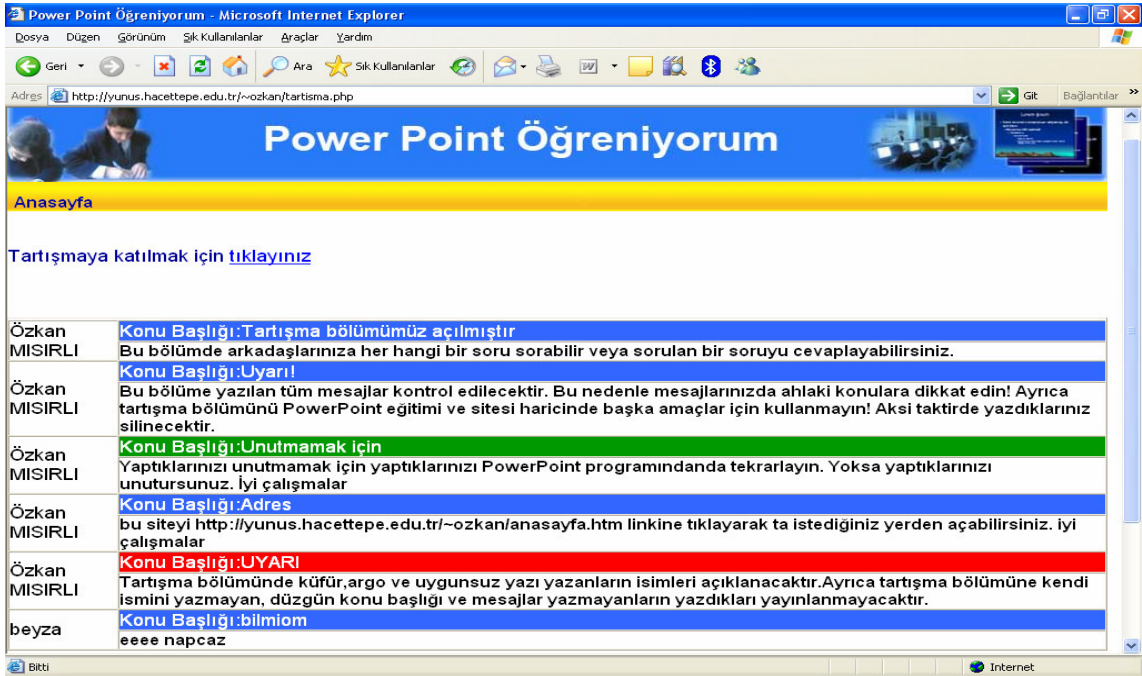 Power Point Öğreniyorum - Microsoft Internet Explorer
Dosya Düzen Görünüm Sık Kullanılanlar Araçlar Yardım
Geri Ara Sık Kullanılanlar
Adres http://yunus.hacettepe.edu.tr/~ozkan/tartisma.php Git Bağlantılar »
Power Point Öğreniyorum
Anasayfa
Tartışmaya katılmak için tıklayınız
Özkan MISIRLI
Konu Başlığı:Tartışma bölümümüz açılmıştır
Bu bölümde arkadaşlarınıza her hangi bir soru sorabilir veya sorulan bir soruyu cevaplayabilirsiniz.
Özkan MISIRLI
Konu Başlığı:Uyarı!
Bu bölüme yazılan tüm mesajlar kontrol edilecektir. Bu nedenle mesajlarınızda ahlaki konulara dikkat edin! Ayrıca
tartışma bölümünü PowerPoint eğitimi ve sitesi haricinde başka amaçlar için kullanmayın! Aksi taktirde yazdıklarınız
silinecektir.
Özkan MISIRLI
Konu Başlığı:Unutmamak için
Yaptıklarınızı unutmamak için yaptıklarınızı PowerPoint programındanda tekrarlayın. Yoksa yaptıklarınızı
unutursunuz. İyi çalışmalar
Özkan MISIRLI
Konu Başlığı:Adres
bu siteyi http://yunus.hacettepe.edu.tr/~ozkan/anasayfa.htm linkine tıklayarak ta istediğiniz yerden açabilirsiniz. iyi
çalışmalar
Özkan MISIRLI
Konu Başlığı:UYARI
Tartışma bölümünde küfür,argo ve uygunsuz yazı yazanların isimleri açıklanacaktır.Ayrıca tartışma bölümüne kendi
ismini yazmayan, düzgün konu başlığı ve mesajlar yazmayanların yazdıkları yayınlanmayacaktır.
beyza
Konu Başlığı:bilmiom
eeee napcaz
Bitti Internet